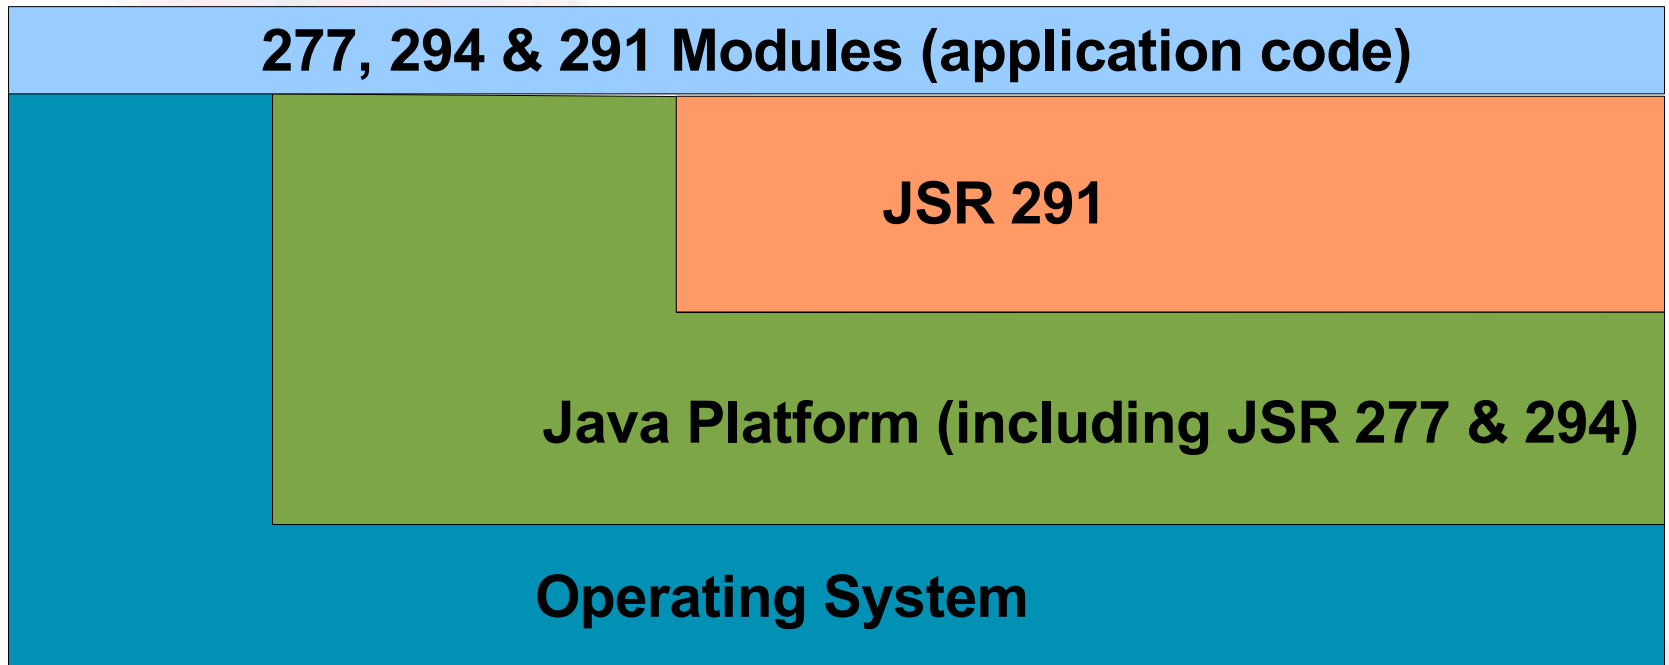 277, 294 & 291 Modules (application code)
JSR 291
Java Platform (including JSR 277 & 294)
Operating System